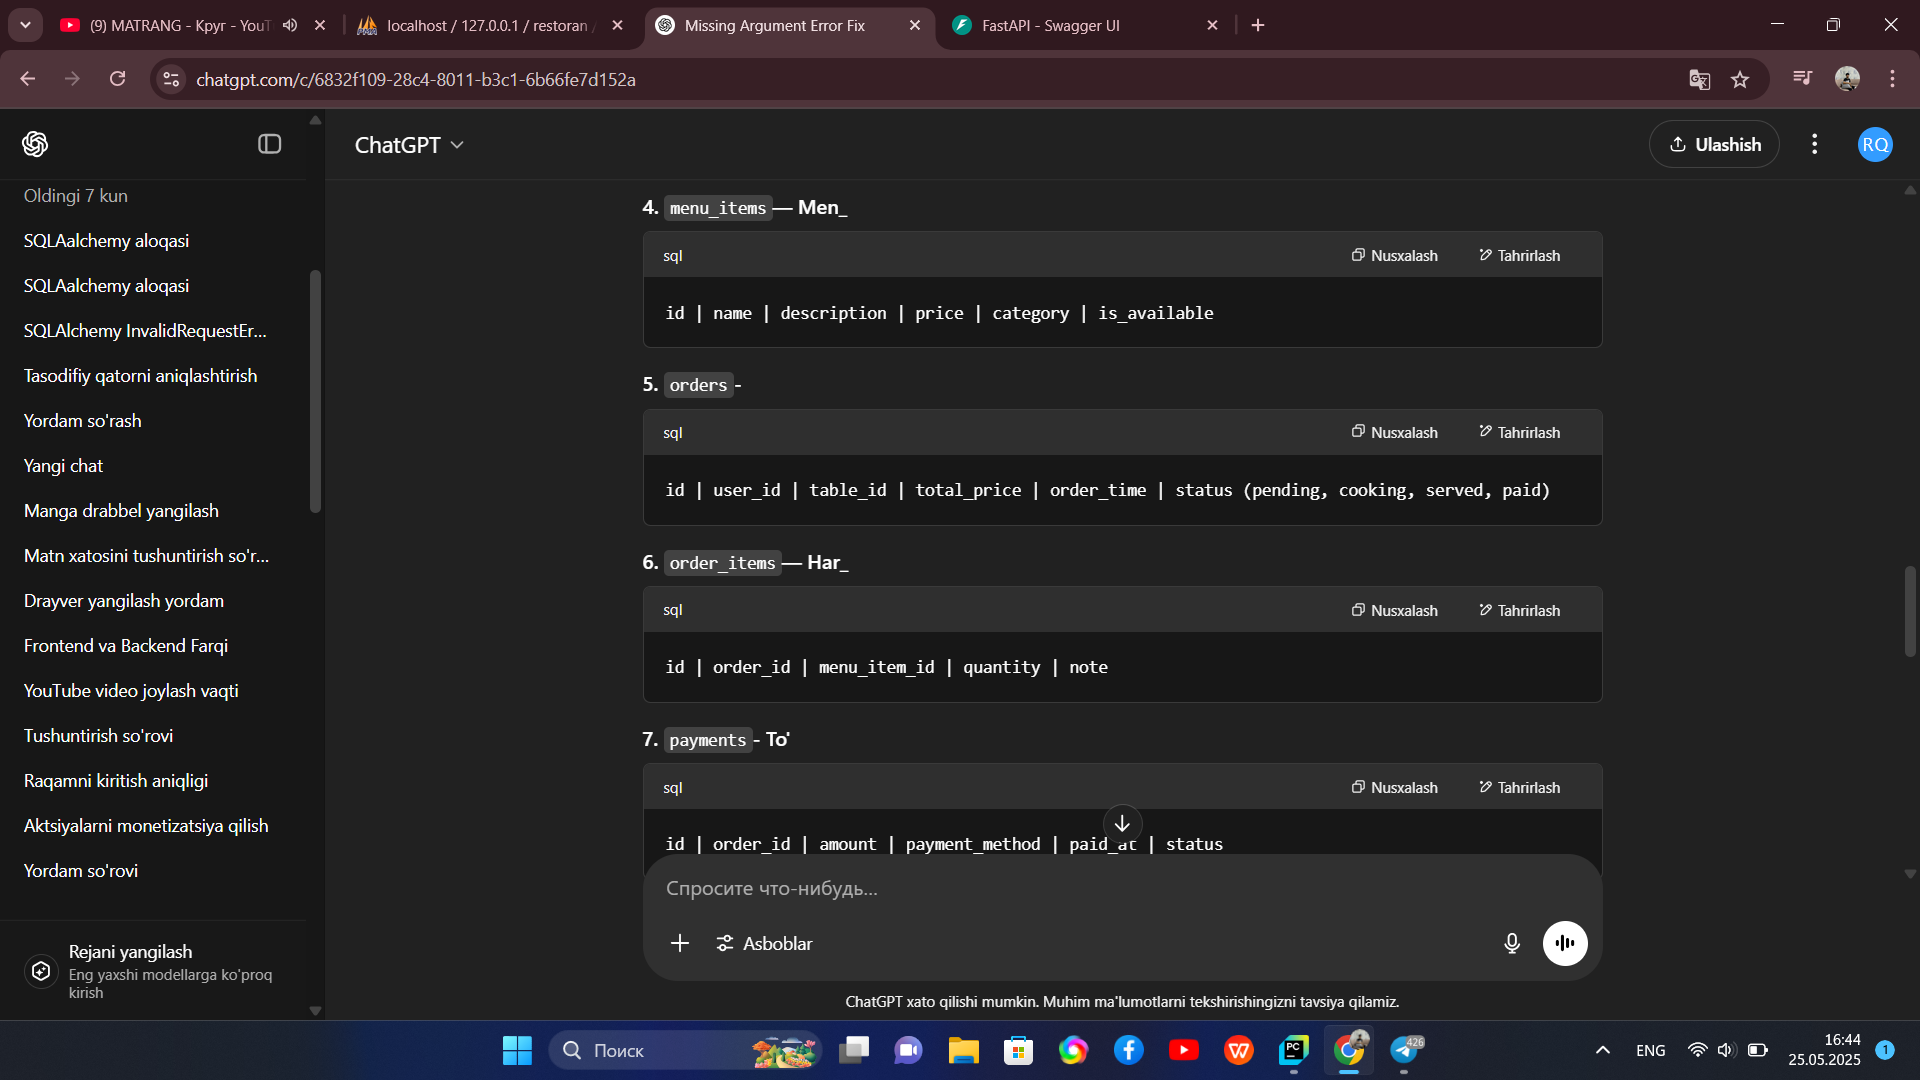 (9) MATRANG - Круг - YouT
localhost / 127.0.0.1 / restoran /
Missing Argument Error Fix
FastAPI - Swagger UI
chatgpt.com/c/6832f109-28c4-8011-b3c1-6b66fe7d152a
ChatGPT
Ulashish
RQ
Oldingi 7 kun
SQLAalchemy aloqasi
SQLAalchemy aloqasi
SQLAlchemy InvalidRequestEr...
Tasodifiy qatorni aniqlashtirish
Yordam so'rash
Yangi chat
Manga drabbel yangilash
Matn xatosini tushuntirish so'r...
Drayver yangilash yordam
Frontend va Backend Farqi
YouTube video joylash vaqti
Tushuntirish so'rovi
Raqamni kiritish aniqligi
Aktsiyalarni monetizatsiya qilish
Yordam so'rovi
Rejani yangilash
Eng yaxshi modellarga ko'proq
kirish
4. menu_items — Men_
sql Nusxalash Tahrirlash
id | name | description | price | category | is_available
5. orders -
sql Nusxalash Tahrirlash
id | user_id | table_id | total_price | order_time | status (pending, cooking, served, paid)
6. order_items — Har_
sql Nusxalash Tahrirlash
id | order_id | menu_item_id | quantity | note
7. payments - To'
sql Nusxalash Tahrirlash
id | order_id | amount | payment_method | paid_at | status
Спросите что-нибудь...
Asboblar
ChatGPT xato qilishi mumkin. Muhim ma'lumotlarni tekshirishingizni tavsiya qilamiz.
Поиск
PC
426
ENG
16:44
25.05.2025
1